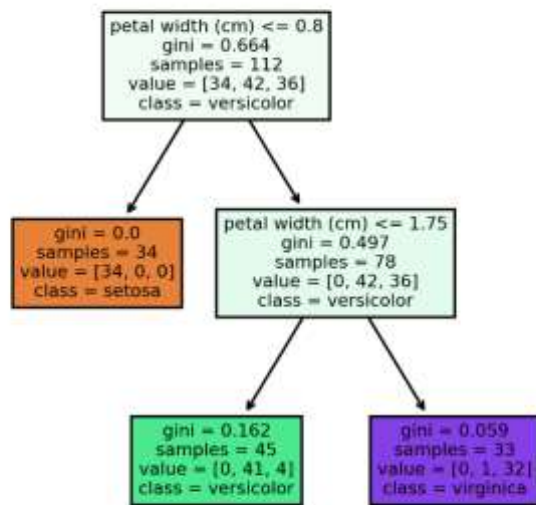 petal width (cm) <= 0.8
gini = 0.664
samples = 112
value = [34, 42, 36]
class = versicolor
gini = 0.0
samples = 34
value = [34, 0, 0]
class = setosa
petal width (cm) <= 1.75
gini = 0.497
samples = 78
value = [0, 42, 36]
class = versicolor
gini = 0.162
samples = 45
value = [0, 41, 4]
class = versicolor
gini = 0.059
samples = 33
value = [0, 1, 32]
class = virginica